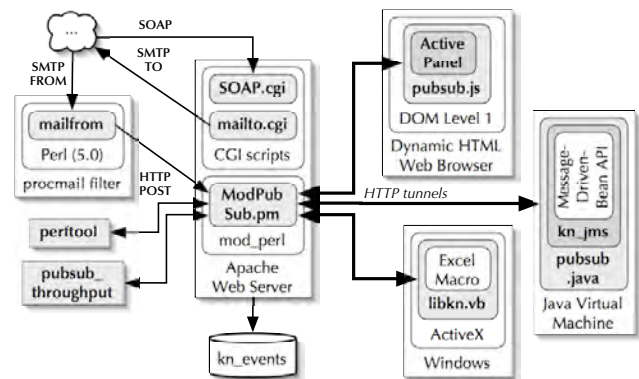 ...
SOAP
SMTP
FROM
SMTP
TO
SOAP.cgi
mailto.cgi
CGI scripts
mailfrom
Perl (5.0)
procmail filter
HTTP
POST
ModPub
Sub.pm
mod_perl
Apache
Web Server
perftool
pubsub_
throughput
kn_events
Active
Panel
pubsub.js
DOM Level 1
Dynamic HTML
Web Browser
HTTP tunnels
Excel
Macro
libkn.vb
ActiveX
Windows
Message-
Driven-
Bean API
kn_jms
pubsub
.java
Java Virtual
Machine